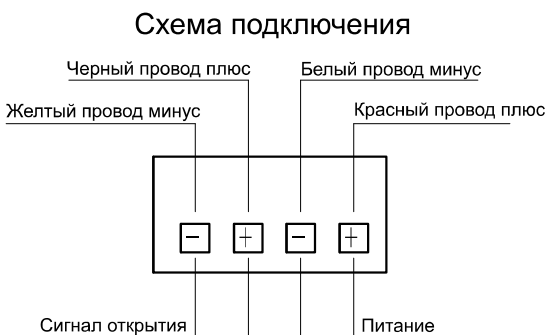 Схема подключения
Черный провод плюс
Белый провод минус
Желтый провод минус
Красный провод плюс
− + − +
Сигнал открытия
Питание